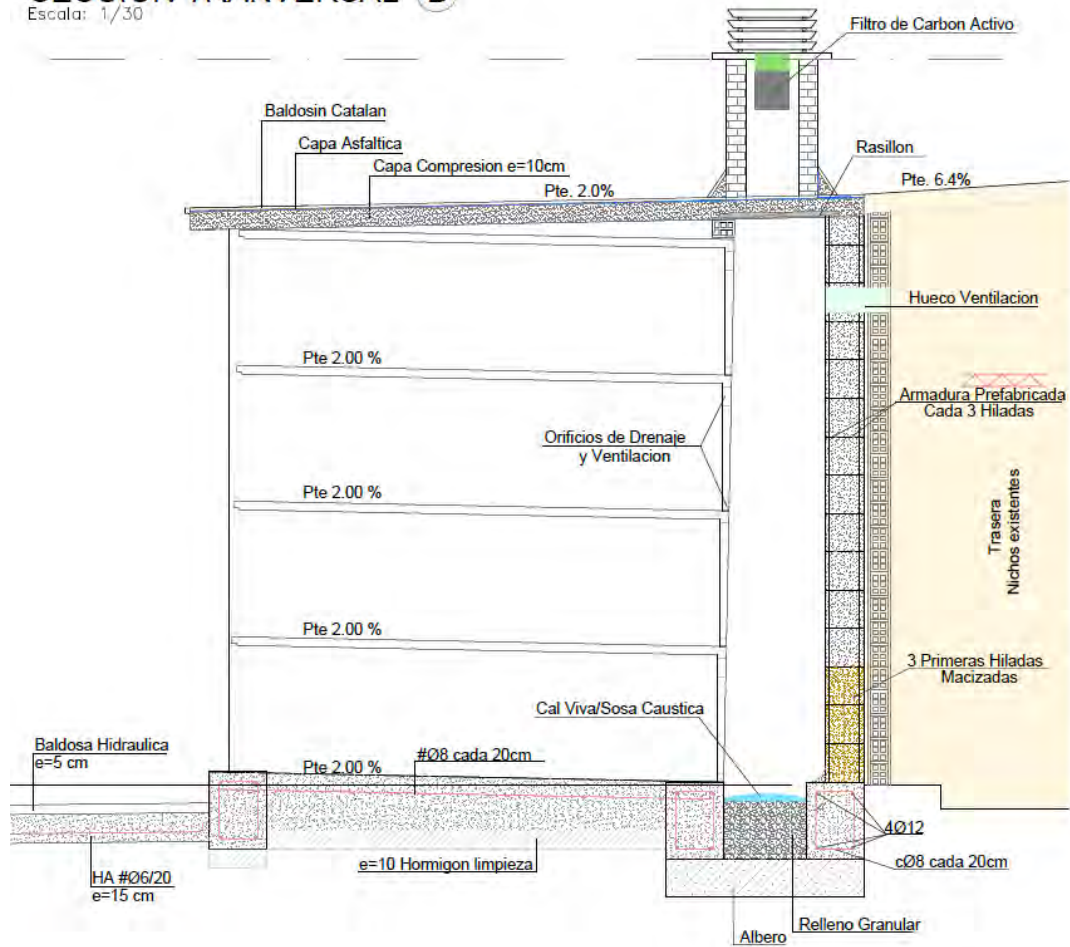 SECCION TRANVERSAL B
Escala: 1/30
Filtro de Carbon Activo
Baldosin Catalan
Capa Asfaltica
Capa Compresion e=10cm
Rasillon
Pte. 2.0%
Pte. 6.4%
Hueco Ventilacion
Pte 2.00 %
Armadura Prefabricada
Cada 3 Hiladas
Orificios de Drenaje
y Ventilacion
Pte 2.00 %
Trasera
Nichos existentes
Pte 2.00 %
3 Primeras Hiladas
Macizadas
Cal Viva/Sosa Caustica
Baldosa Hidraulica
e=5 cm
#Ø8 cada 20cm
Pte 2.00 %
4Ø12
e=10 Hormigon limpieza
cØ8 cada 20cm
HA #Ø6/20
e=15 cm
Relleno Granular
Albero